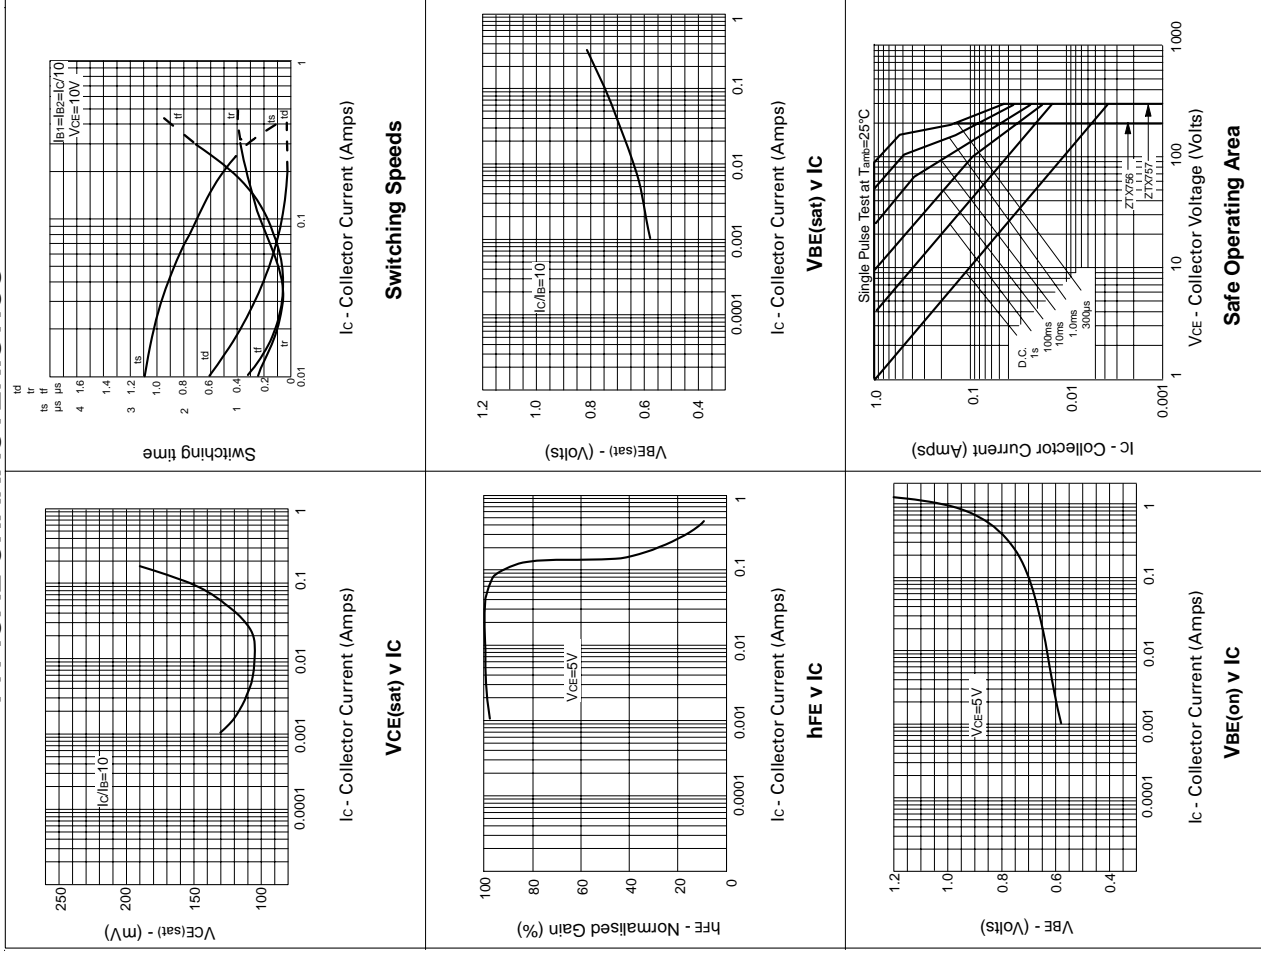 IB1=IB2=IC/10
VCE=10V
td
tr
tf
ts
µs
µs
4
3
2
1
1.6
1.4
1.2
1.0
0.8
0.6
0.4
0.2
0
ts
td
tf
tr
tf
tr
ts
td
0.01
0.1
1
Switching time
IC - Collector Current (Amps)
Switching Speeds
IC/IB=10
1.2
1.0
0.8
0.6
0.4
0.0001
0.001
0.01
0.1
1
VBE(sat) - (Volts)
IC - Collector Current (Amps)
VBE(sat) v IC
Single Pulse Test at Tamb=25°C
1.0
0.1
0.01
0.001
1
10
100
1000
D.C.
1s
100ms
10ms
1.0ms
300µs
ZTX756
ZTX757
IC - Collector Current (Amps)
VCE - Collector Voltage (Volts)
Safe Operating Area
IC/IB=10
250
200
150
100
0.0001
0.001
0.01
0.1
1
VCE(sat) - (mV)
IC - Collector Current (Amps)
VCE(sat) v IC
VCE=5V
100
80
60
40
20
0
0.0001
0.001
0.01
0.1
1
hFE - Normalised Gain (%)
IC - Collector Current (Amps)
hFE v IC
VCE=5V
1.2
1.0
0.8
0.6
0.4
0.0001
0.001
0.01
0.1
1
VBE - (Volts)
IC - Collector Current (Amps)
VBE(on) v IC